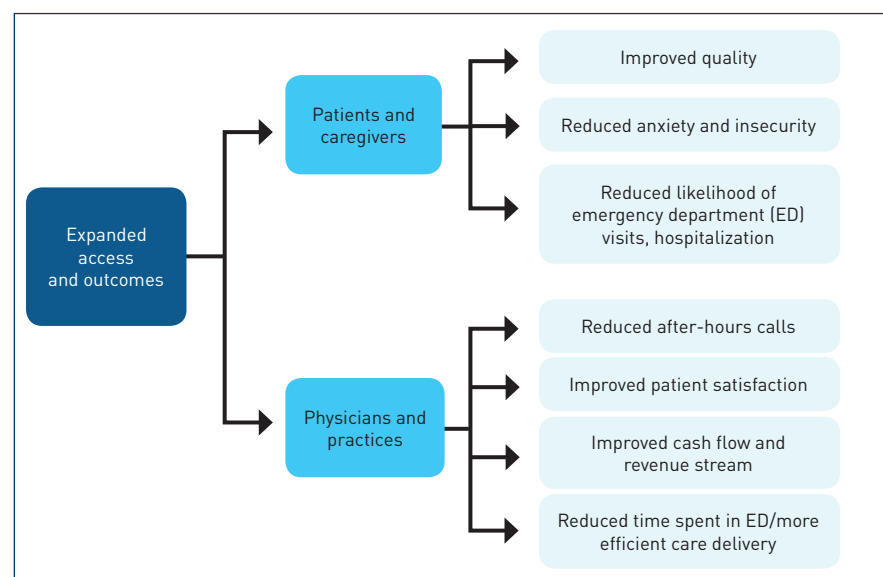 Expanded
access
and outcomes
Patients and
caregivers
Improved quality
Reduced anxiety and insecurity
Reduced likelihood of
emergency department (ED)
visits, hospitalization
Physicians and
practices
Reduced after-hours calls
Improved patient satisfaction
Improved cash flow and
revenue stream
Reduced time spent in ED/more
efficient care delivery